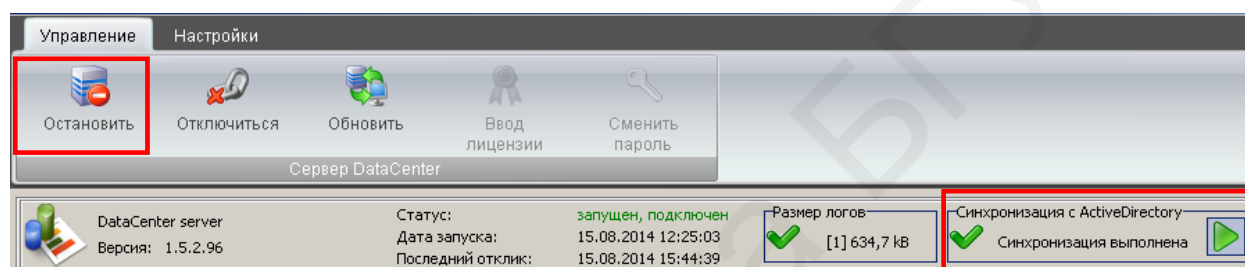 Управление Настройки
Остановить Отключиться Обновить Ввод лицензии Сменить пароль
Сервер DataCenter
DataCenter server
Версия: 1.5.2.96
Статус: запущен, подключен
Дата запуска: 15.08.2014 12:25:03
Последний отклик: 15.08.2014 15:44:39
Размер логов
[1] 634,7 kB
Синхронизация с ActiveDirectory
Синхронизация выполнена